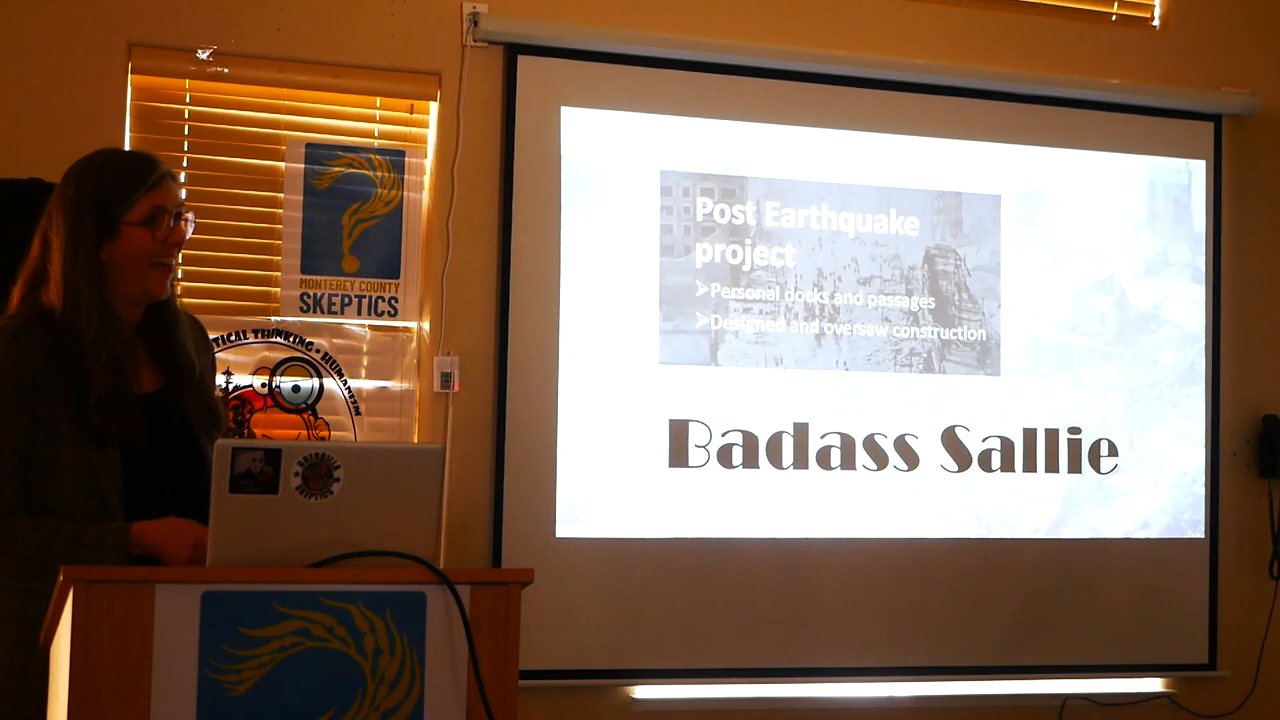 MONTEREY COUNTY
SKEPTICS
TICAL THINKING • HUMANISM
GUERRILLA
SKEPTICS
Post Earthquake
project
➢Personal docks and passages
➢Designed and oversaw construction
Badass Sallie